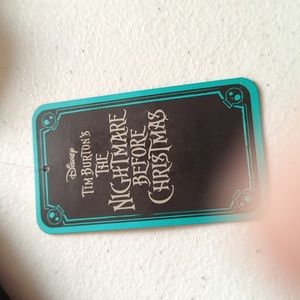 Disney
TIM BURTON'S
THE
NIGHTMARE
BEFORE
CHRISTMAS